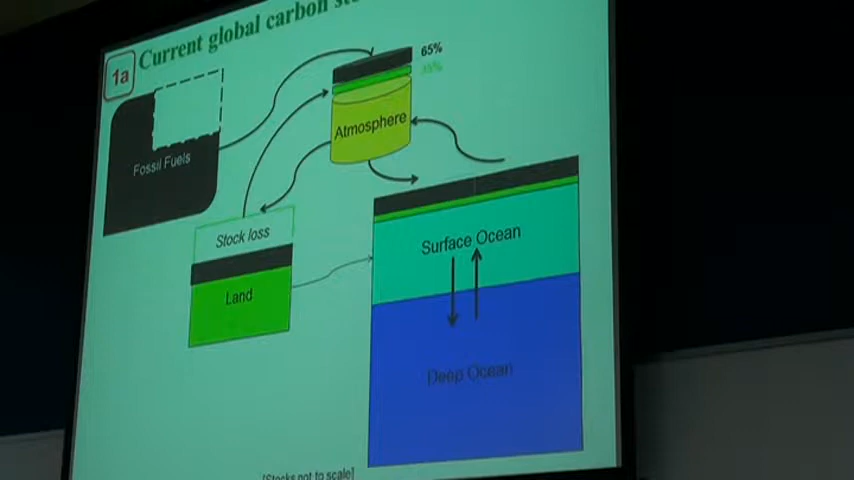 1a
Current global carbon
65%
35%
Atmosphere
Fossil Fuels
Stock loss
Land
Surface Ocean
Deep Ocean
[Stocks not to scale]